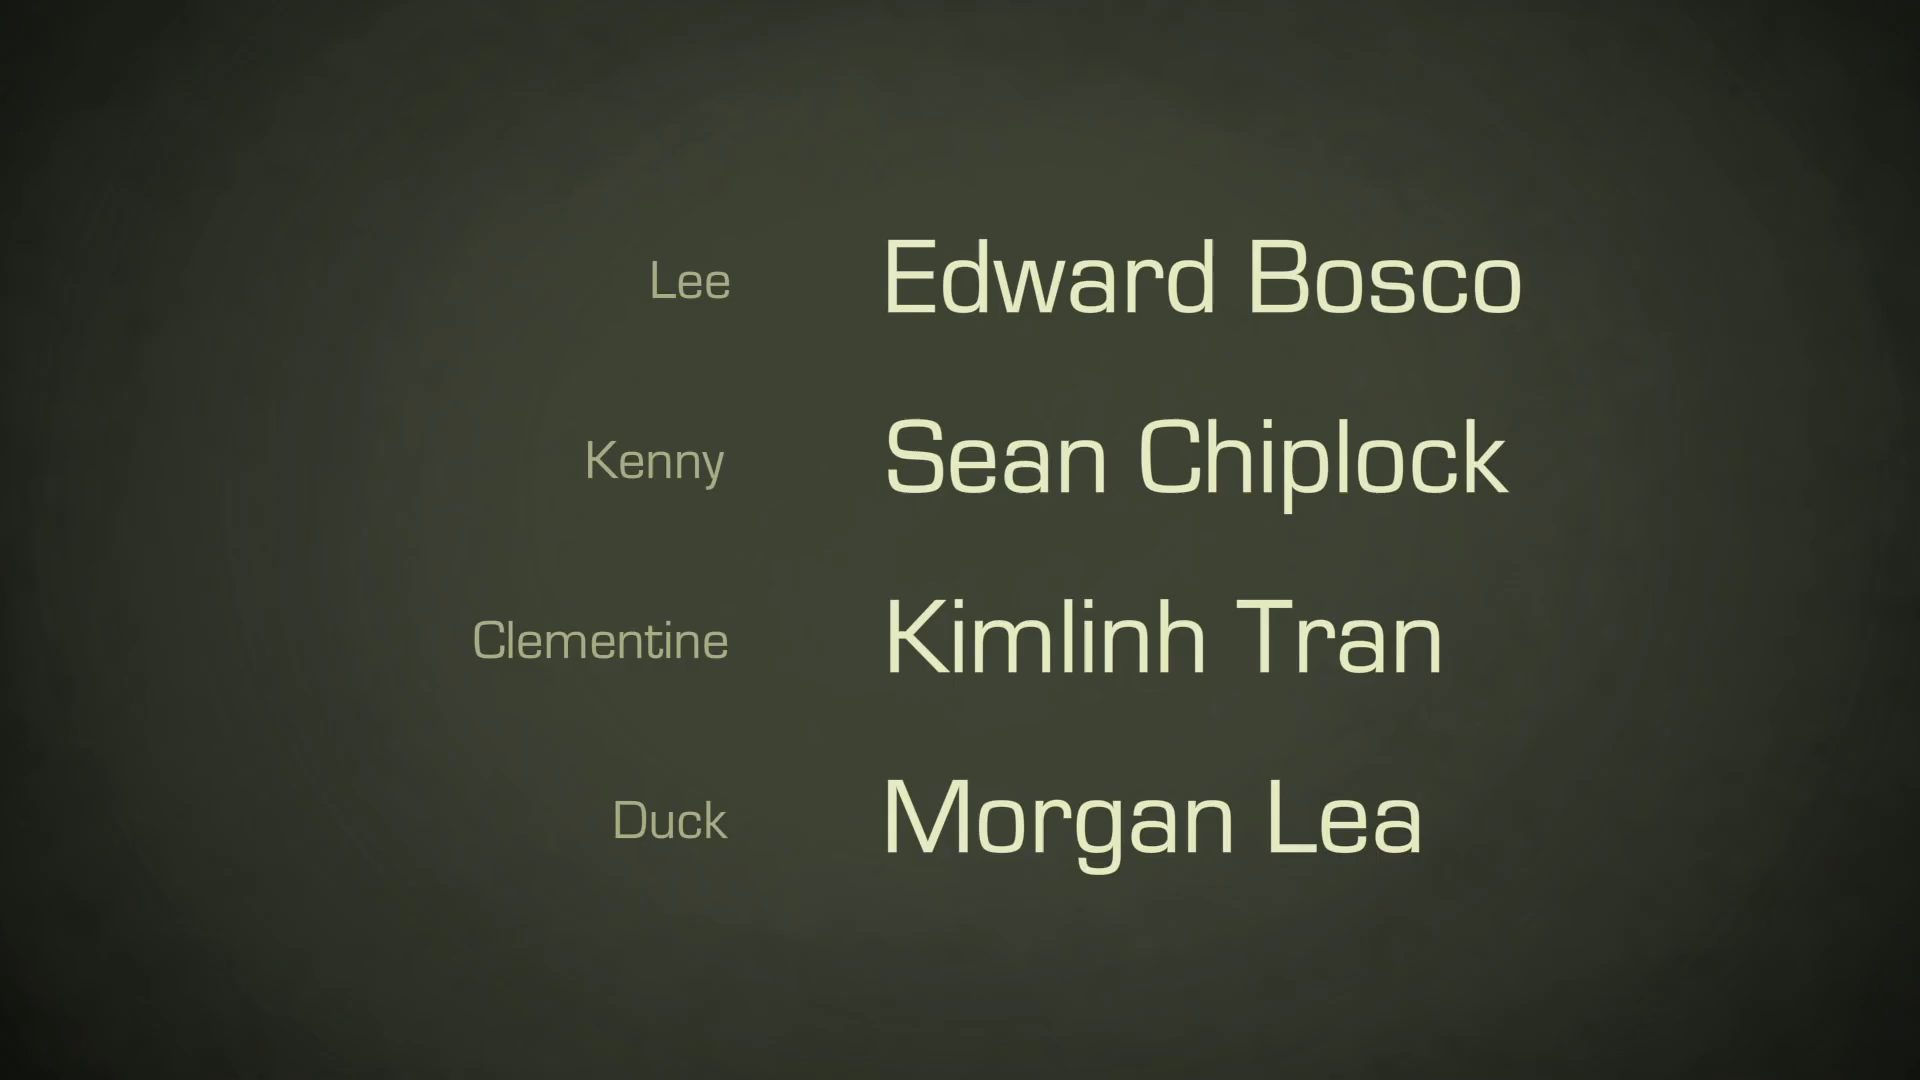 Lee Edward Bosco
Kenny Sean Chiplock
Clementine Kimlinh Tran
Duck Morgan Lea